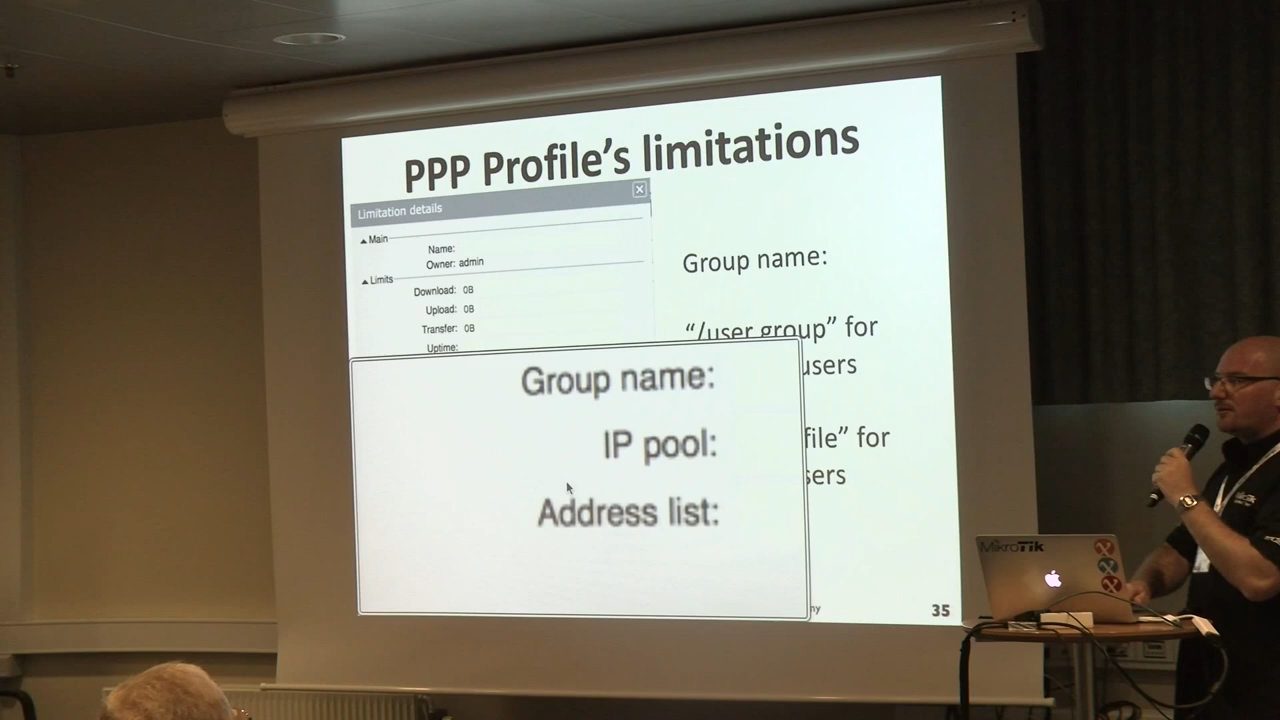 PPP Profile's limitations
Limitation details
Main
Name:
Owner: admin
Limits
Download: 0B
Upload: 0B
Transfer: 0B
Uptime:
Group name:
IP pool:
Address list:
Group name:
“/user group” for
users
file” for
sers
ny
35
MikroTik